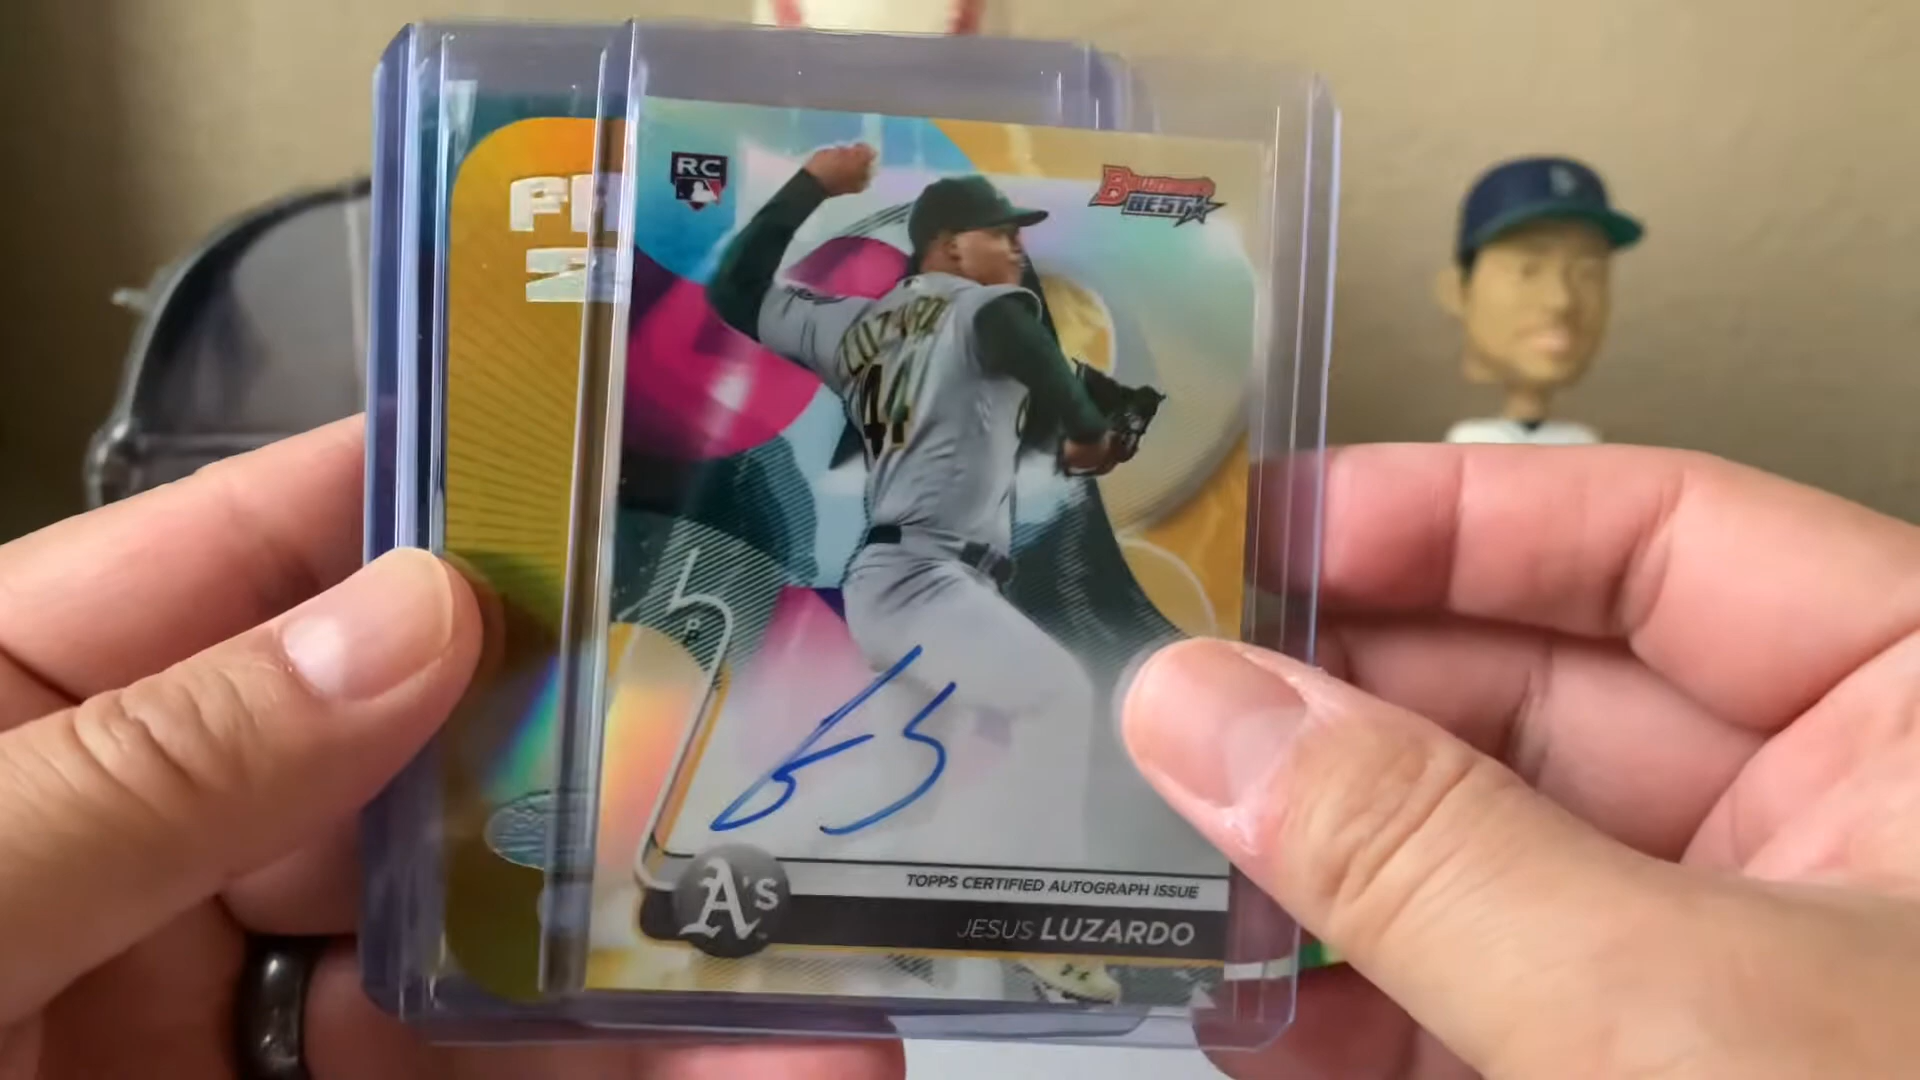 RC
BOWMAN'S
BEST
LUZARDO
44
TOPPS CERTIFIED AUTOGRAPH ISSUE
A's
JESUS LUZARDO